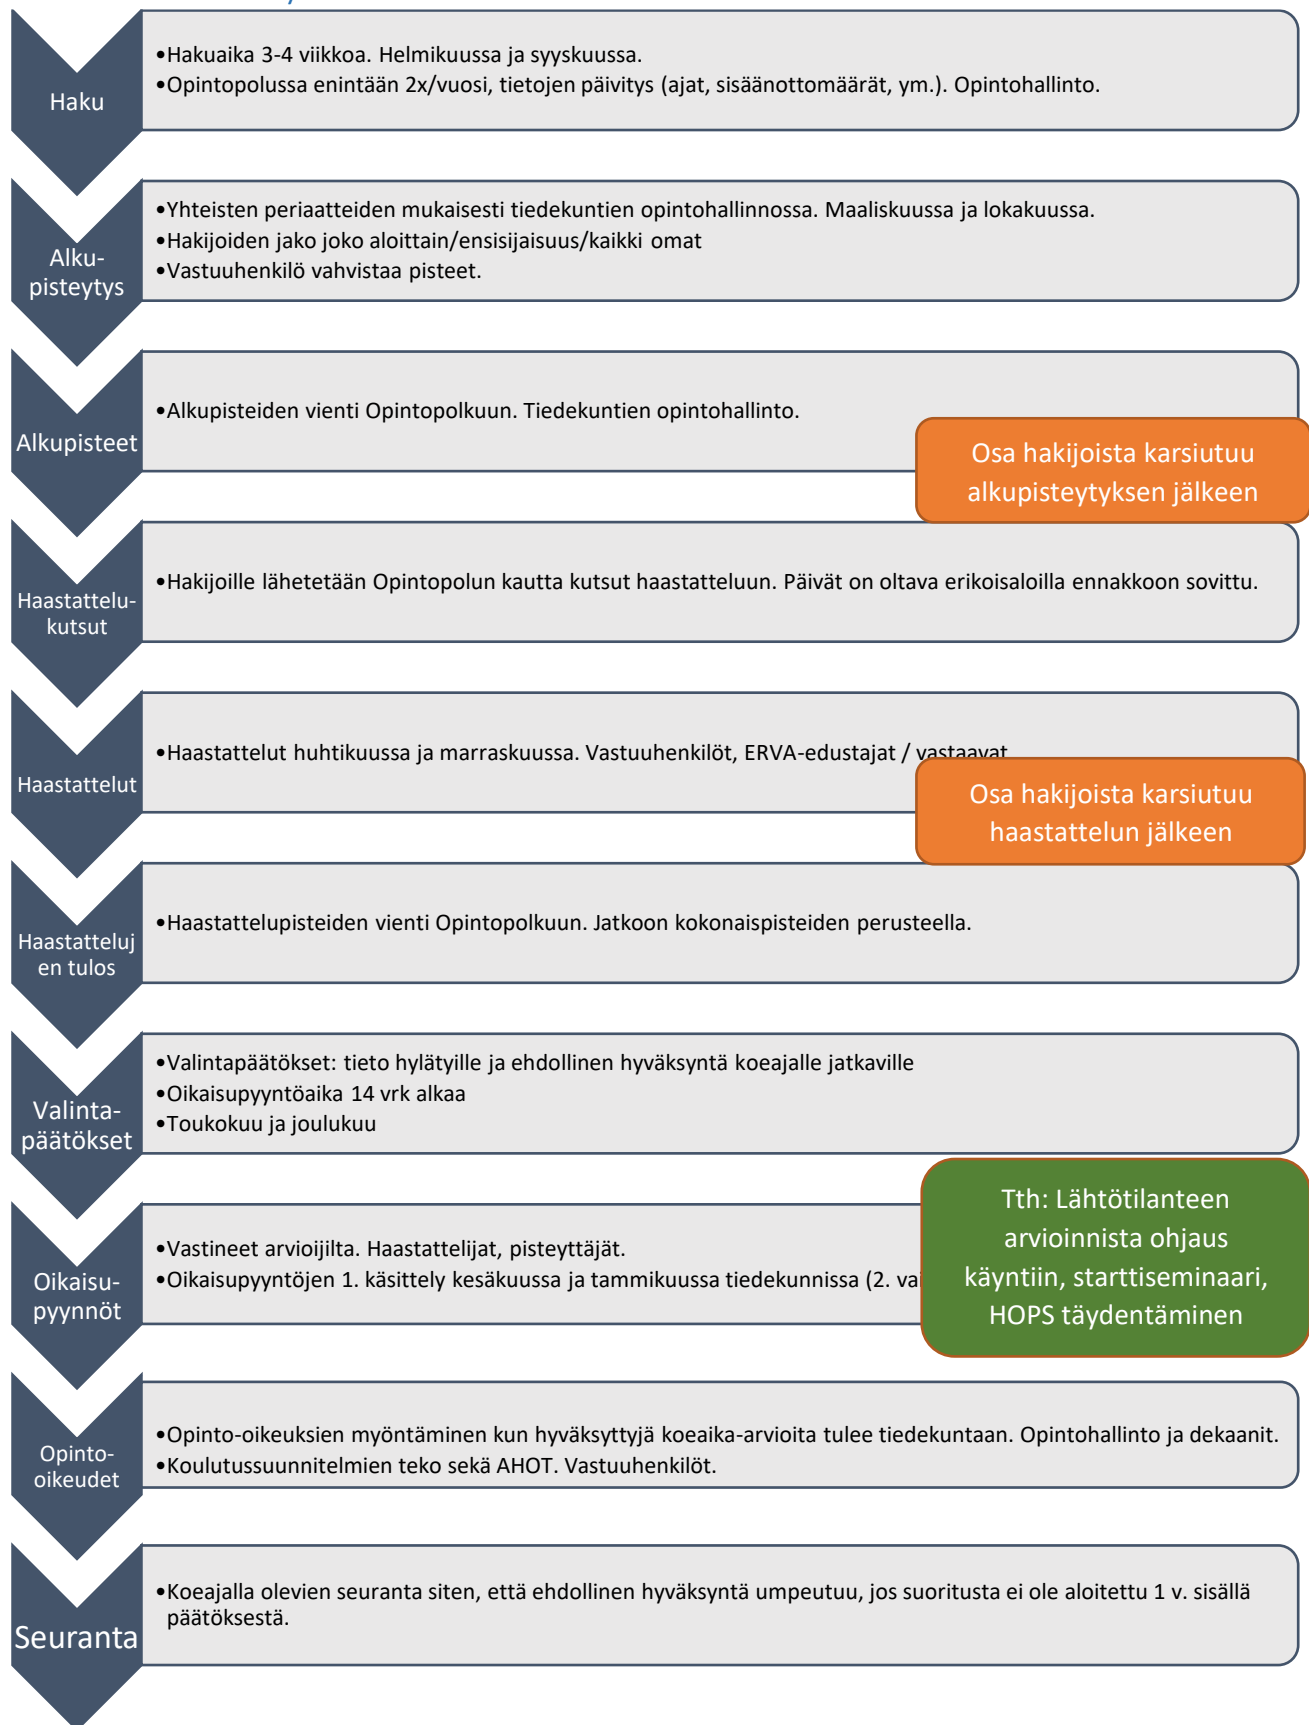 Haku
•Hakuaika 3-4 viikkoa. Helmikuussa ja syyskuussa.
•Opintopolussa enintään 2x/vuosi, tietojen päivitys (ajat, sisäänottomäärät, ym.). Opintohallinto.
Alku-
pisteytys
•Yhteisten periaatteiden mukaisesti tiedekuntien opintohallinnossa. Maaliskuussa ja lokakuussa.
•Hakijoiden jako joko aloittain/ensisijaisuus/kaikki omat
•Vastuuhenkilö vahvistaa pisteet.
Alkupisteet
•Alkupisteiden vienti Opintopolkuun. Tiedekuntien opintohallinto.
Osa hakijoista karsiutuu
alkupisteytyksen jälkeen
Haastattelu-
kutsut
•Hakijoille lähetetään Opintopolun kautta kutsut haastatteluun. Päivät on oltava erikoisaloilla ennakkoon sovittu.
Haastattelut
•Haastattelut huhtikuussa ja marraskuussa. Vastuuhenkilöt, ERVA-edustajat / vastaavat
Osa hakijoista karsiutuu
haastattelun jälkeen
Haastatteluj
en tulos
•Haastattelupisteiden vienti Opintopolkuun. Jatkoon kokonaispisteiden perusteella.
Valinta-
päätökset
•Valintapäätökset: tieto hylätyille ja ehdollinen hyväksyntä koeajalle jatkaville
•Oikaisupyyntöaika 14 vrk alkaa
•Toukokuu ja joulukuu
Oikaisu-
pyynnöt
•Vastineet arvioijilta. Haastattelijat, pisteyttäjät.
•Oikaisupyyntöjen 1. käsittely kesäkuussa ja tammikuussa tiedekunnissa (2.
Tth: Lähtötilanteen
arvioinnista ohjaus
käyntiin, starttiseminaari,
HOPS täydentäminen
Opinto-
oikeudet
•Opinto-oikeuksien myöntäminen kun hyväksyttyjä koeaika-arvioita tulee tiedekuntaan. Opintohallinto ja dekaanit.
•Koulutussuunnitelmien teko sekä AHOT. Vastuuhenkilöt.
Seuranta
•Koeajalla olevien seuranta siten, että ehdollinen hyväksyntä umpeutuu, jos suoritusta ei ole aloitettu 1 v. sisällä
päätöksestä.